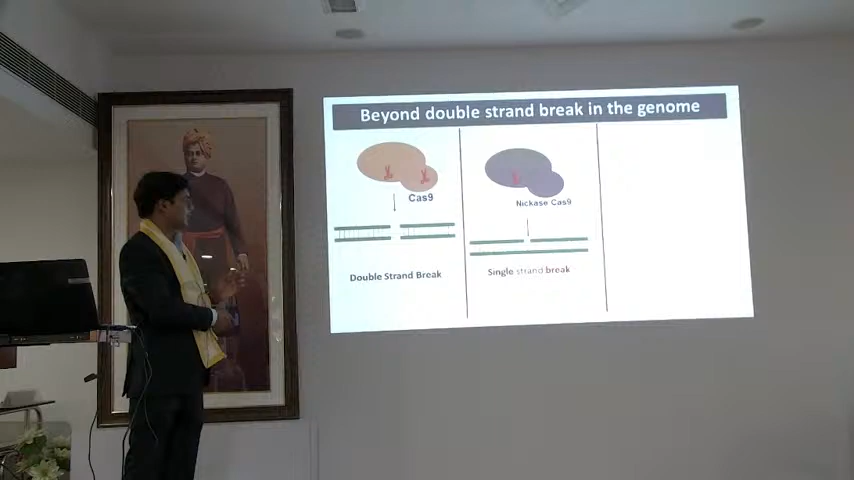 Beyond double strand break in the genome
Cas9
Double Strand Break
Nickase Cas9
Single strand break